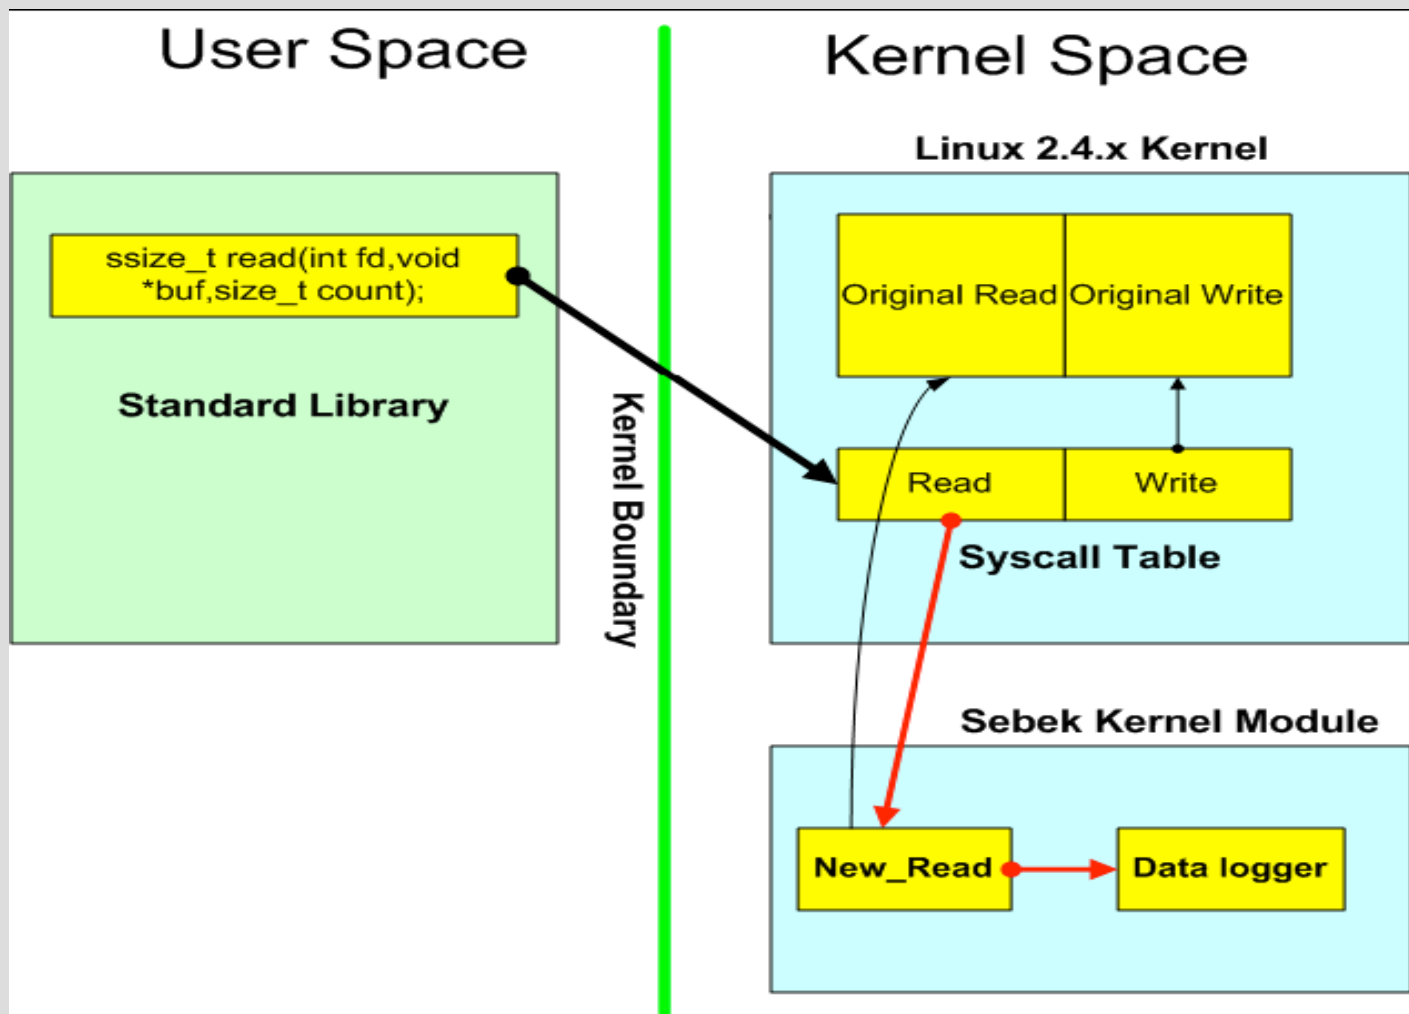 User Space
Kernel Space
Linux 2.4.x Kernel
ssize_t read(int fd,void
*buf,size_t count);
Standard Library
Kernel Boundary
Original Read
Original Write
Read
Write
Syscall Table
Sebek Kernel Module
New_Read
Data logger